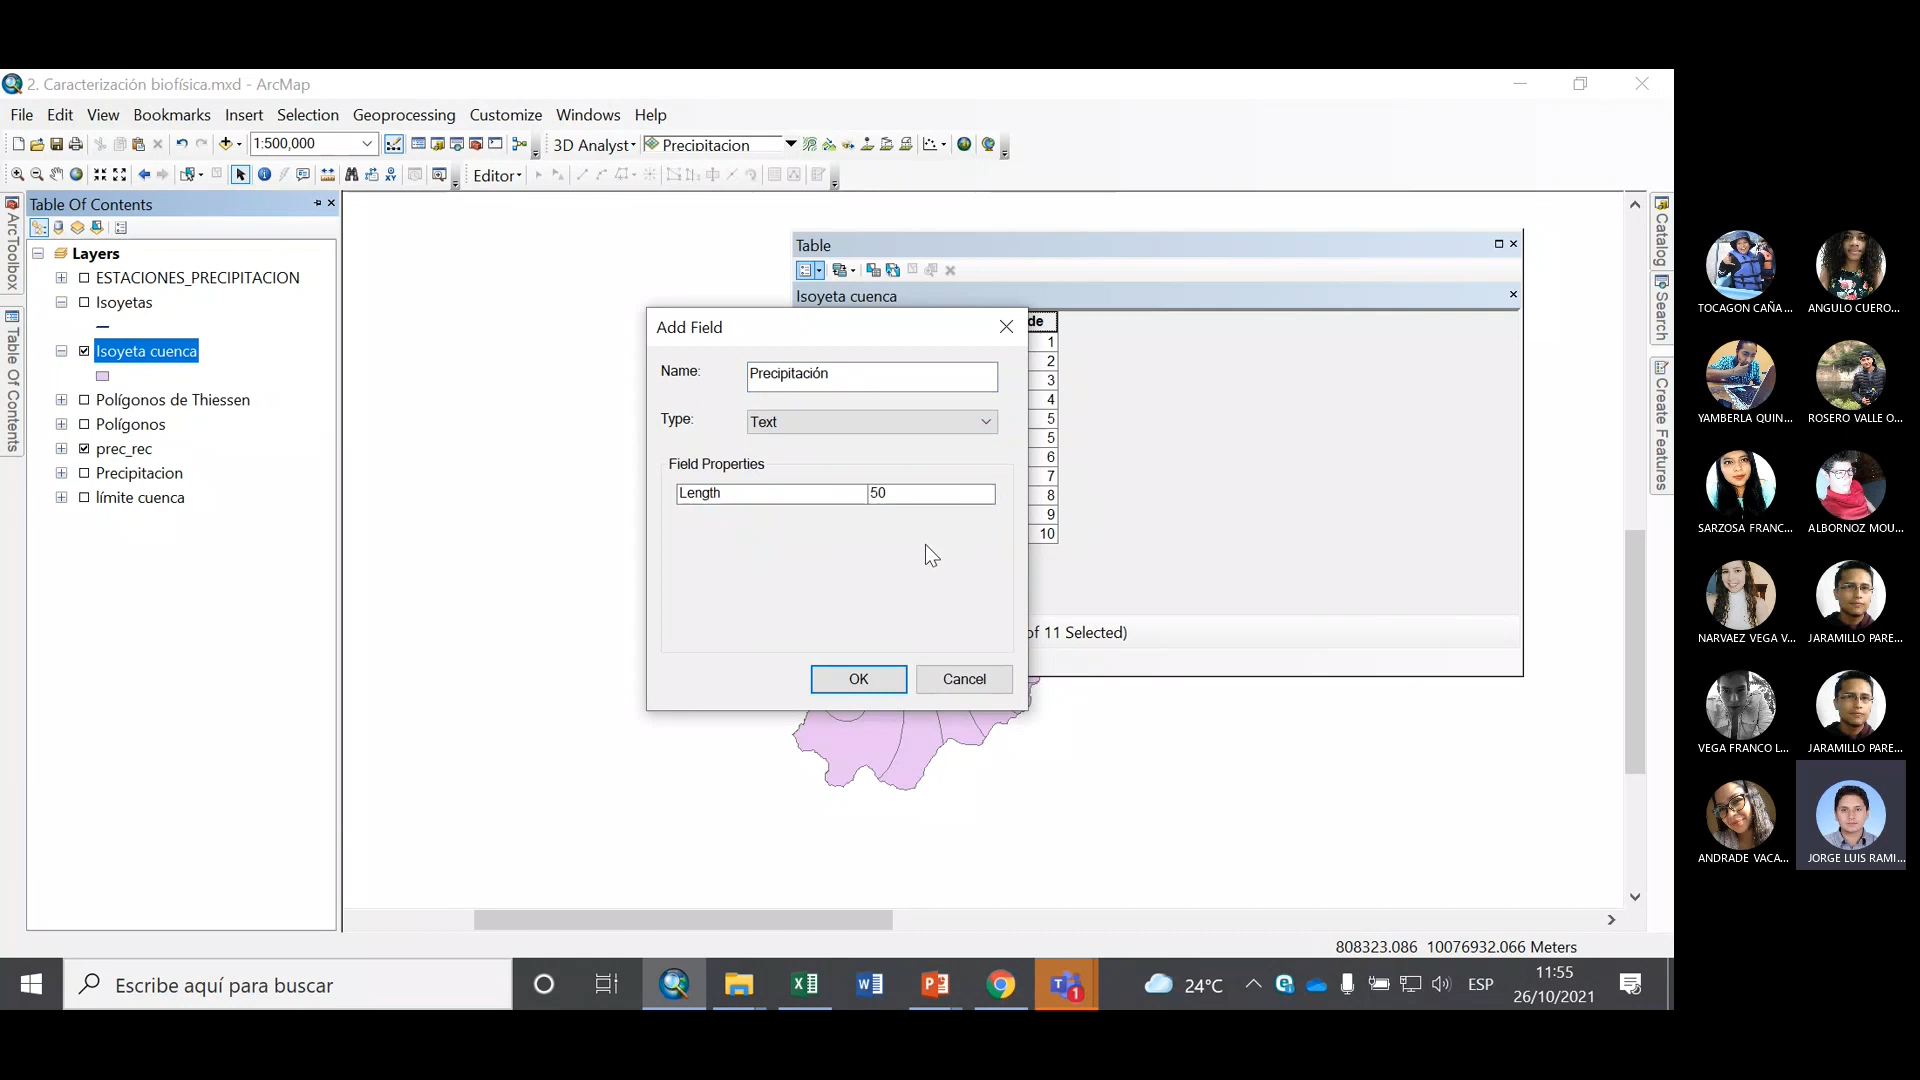 2. Caracterización biofísica.mxd - ArcMap
File Edit View Bookmarks Insert Selection Geoprocessing Customize Windows Help
1:500,000
3D Analyst
Precipitacion
Editor
ArcToolbox
Table Of Contents
Table Of Contents
Layers
ESTACIONES_PRECIPITACION
Isoyetas
Isoyeta cuenca
Polígonos de Thiessen
Polígonos
prec_rec
Precipitacion
límite cuenca
Table
Isoyeta cuenca
de
1
2
3
4
5
5
6
7
8
9
10
of 11 Selected)
Add Field
Name:
Precipitación
Type:
Text
Field Properties
Length
50
OK
Cancel
Catalog
Search
Create Features
808323.086 10076932.066 Meters
Escribe aquí para buscar
1
24°C
ESP
11:55
26/10/2021
TOCAGON CAÑA...
ANGULO CUERO...
YAMBERLA QUIN...
ROSERO VALLE O...
SARZOSA FRANC...
ALBORNOZ MOU...
NARVAEZ VEGA V...
JARAMILLO PARE...
VEGA FRANCO L...
JARAMILLO PARE...
ANDRADE VACA...
JORGE LUIS RAMI...